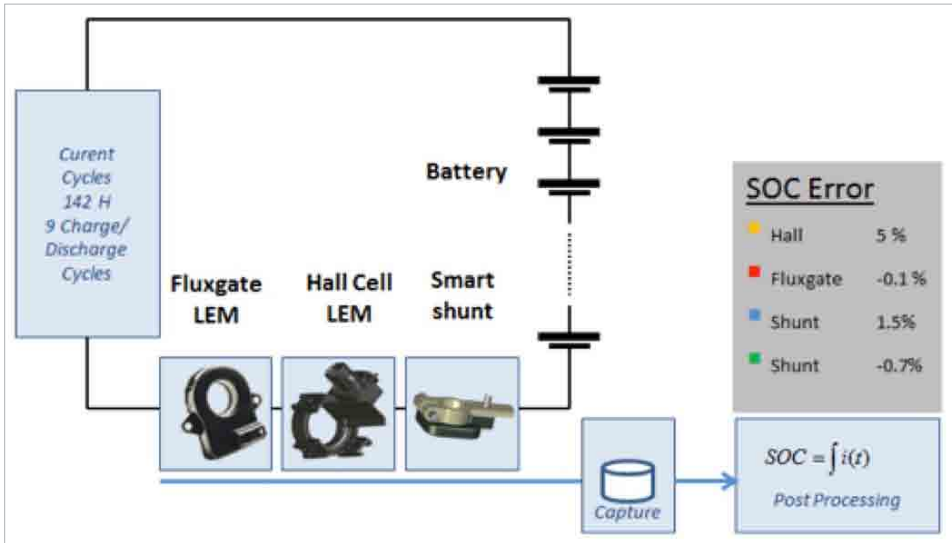 Curent
Cycles
142 H
9 Charge/
Discharge
Cycles
Battery
Fluxgate
LEM
Hall Cell
LEM
Smart
shunt
SOC Error
Hall 5 %
Fluxgate -0.1 %
Shunt 1.5%
Shunt -0.7%
Capture
SOC = ∫ i(t)
Post Processing